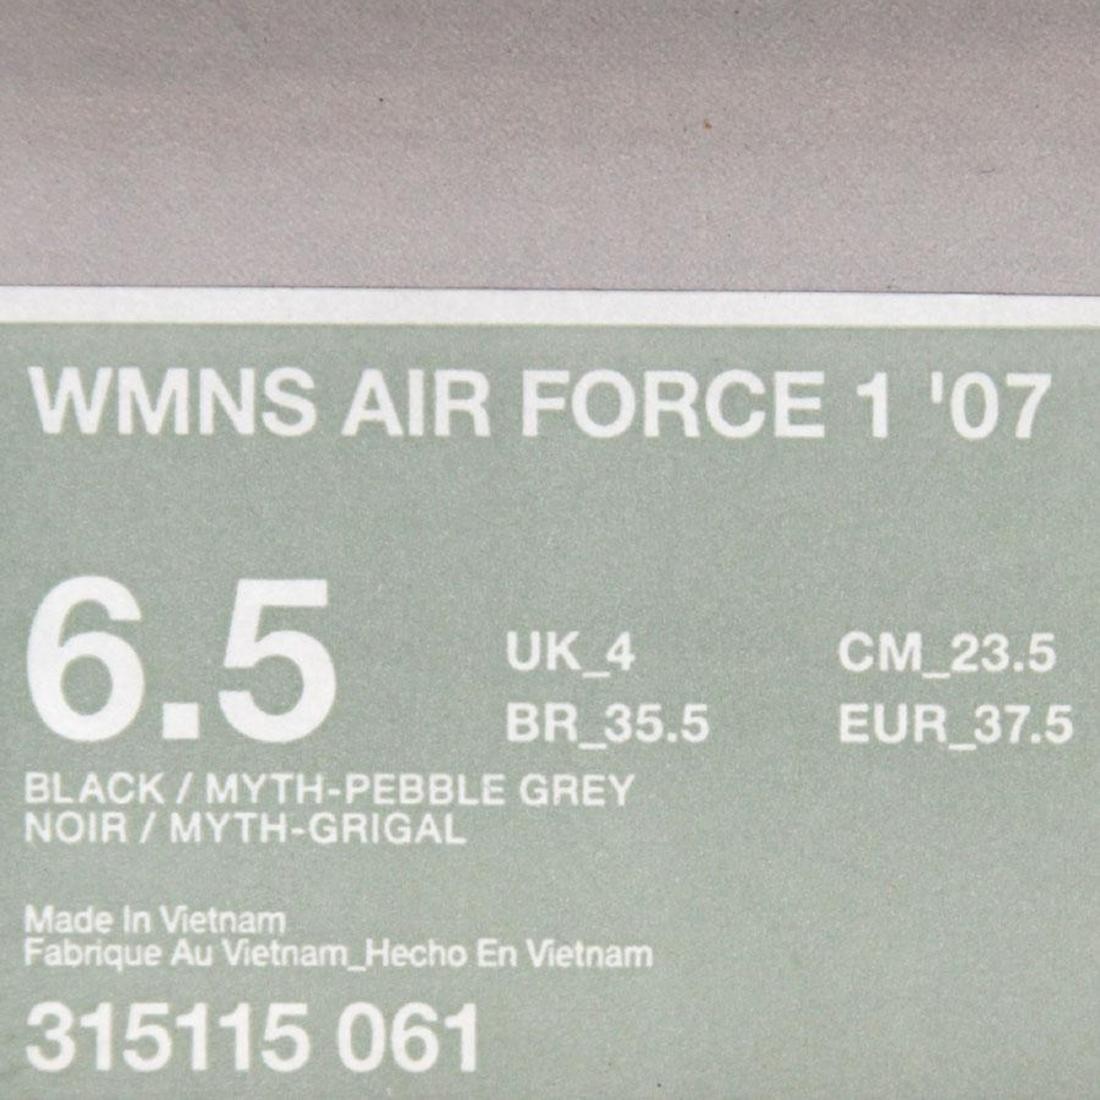 WMNS AIR FORCE 1 '07
6.5
UK_4 CM_23.5
BR_35.5 EUR_37.5
BLACK / MYTH-PEBBLE GREY
NOIR / MYTH-GRIGAL
Made In Vietnam
Fabrique Au Vietnam_Hecho En Vietnam
315115 061